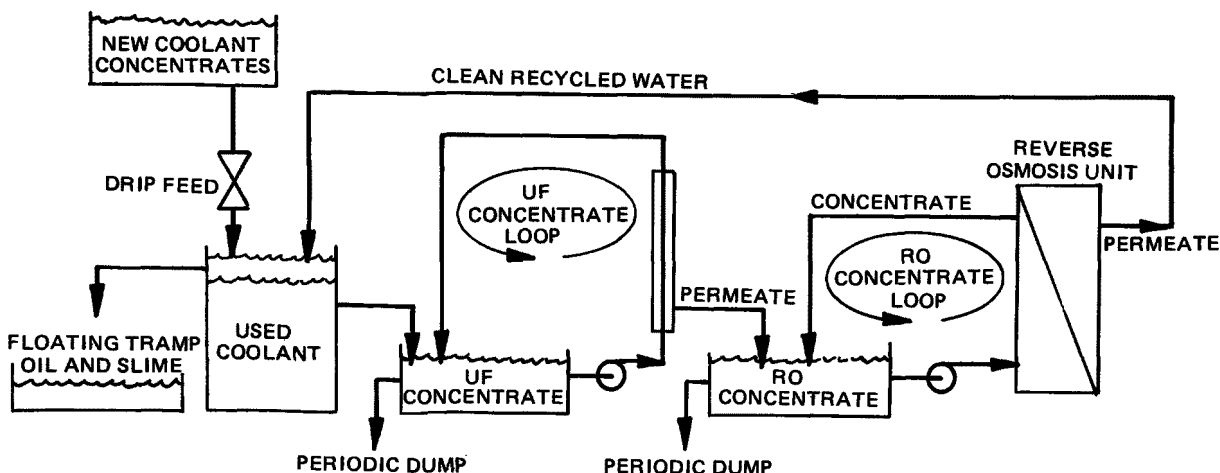 NEW COOLANT
CONCENTRATES
CLEAN RECYCLED WATER
DRIP FEED
UF
CONCENTRATE
LOOP
REVERSE
OSMOSIS UNIT
CONCENTRATE
PERMEATE
RO
CONCENTRATE
LOOP
PERMEATE
FLOATING TRAMP
OIL AND SLIME
USED
COOLANT
UF
CONCENTRATE
RO
CONCENTRATE
PERIODIC DUMP
PERIODIC DUMP